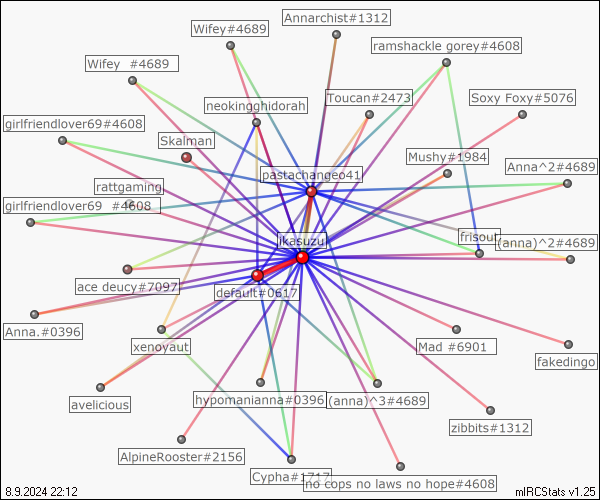 Annarchist#1312
Wifey#4689
ramshackle gorey#4608
Wifey  #4689
neokingghidorah
Toucan#2473
Soxy Foxy#5076
girlfriendlover69#4608
Skalman
Mushy#1984
pastachangeo41
Anna^2#4689
rattgaming
girlfriendlover69  #4608
ikasuzu
Frisour
(anna)^2#4689
ace deucy#7097
default#0617
Anna.#0396
xenoyaut
Mad #6901
fakedingo
avelicious
hypomanianna#0396
(anna)^3#4689
zibbits#1312
AlpineRooster#2156
Cypha#1717
no cops no laws no hope#4608
8.9.2024 22:12
mIRCStats v1.25